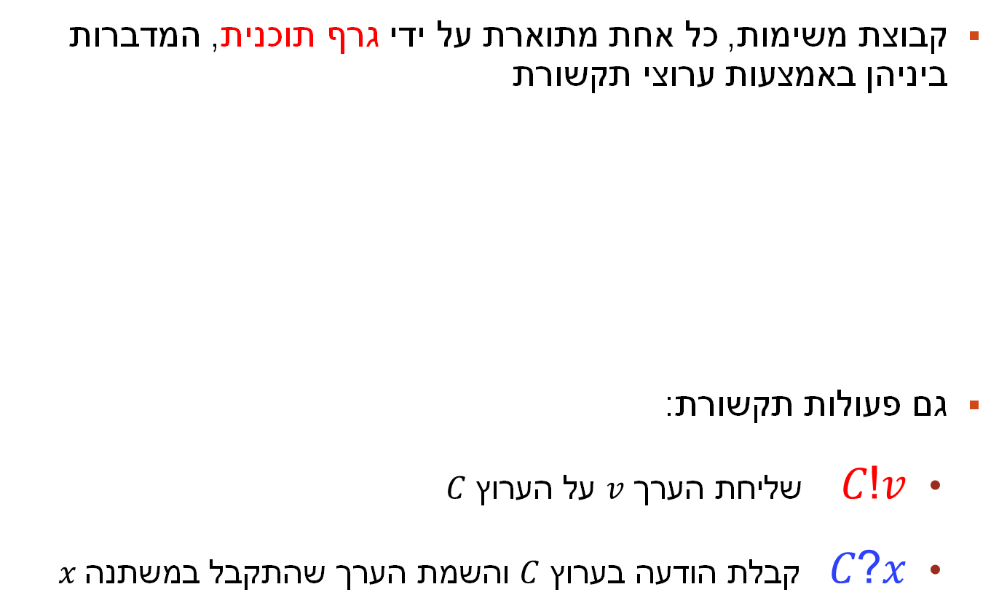 ▪ קבוצת משימות, כל אחת מתוארת על ידי גרף תוכנית, המדברות
ביניהן באמצעות ערוצי תקשורת
▪ גם פעולות תקשורת:
• C!v שליחת הערך v על הערוץ C
• C?x קבלת הודעה בערוץ C והשמת הערך שהתקבל במשתנה x